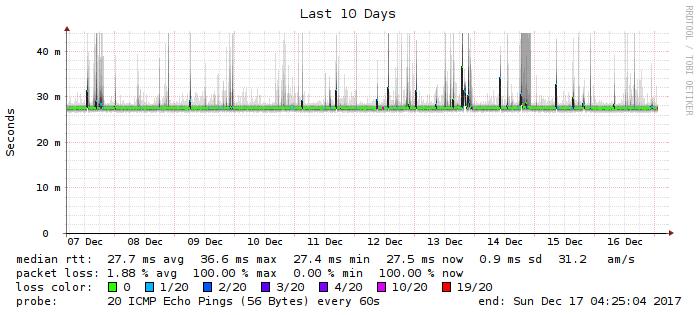 Last 10 Days
RRDTOOL / TOBI OETIKER
Seconds
40 m
30 m
20 m
10 m
0
07 Dec 08 Dec 09 Dec 10 Dec 11 Dec 12 Dec 13 Dec 14 Dec 15 Dec 16 Dec
median rtt: 27.7 ms avg 36.6 ms max 27.4 ms min 27.5 ms now 0.9 ms sd 31.2 am/s
packet loss: 1.88 % avg 100.00 % max 0.00 % min 100.00 % now
loss color: 0 1/20 2/20 3/20 4/20 10/20 19/20
probe: 20 ICMP Echo Pings (56 Bytes) every 60s end: Sun Dec 17 04:25:04 2017